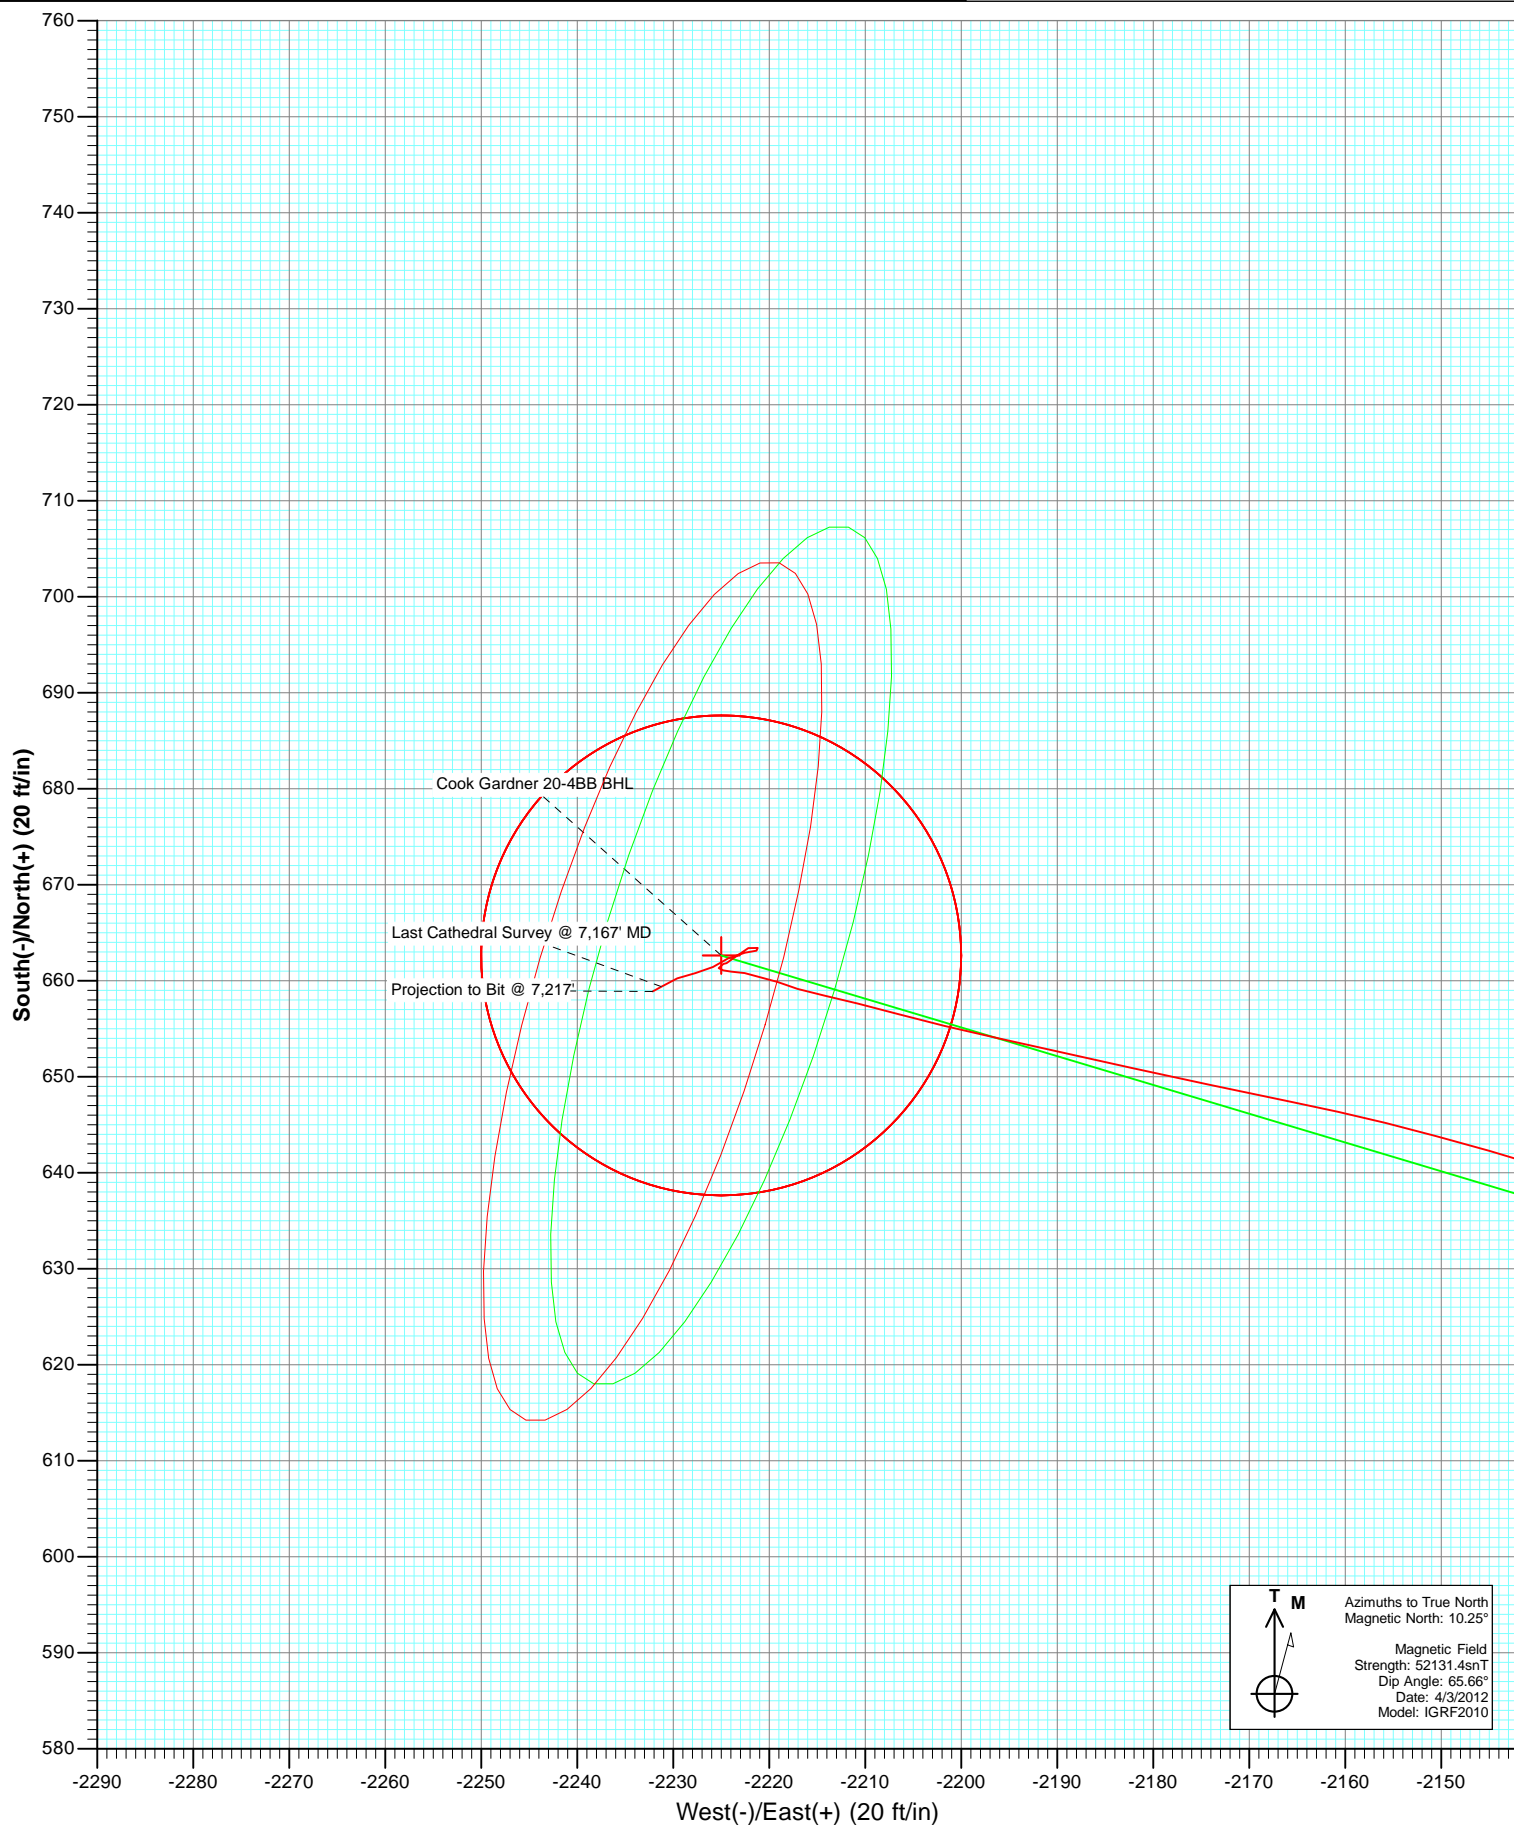 760
750
740
730
720
710
700
690
680
670
660
650
640
630
620
610
600
590
580
South(-)/North(+) (20 ft/in)
Cook Gardner 20-4BB BHL
Last Cathedral Survey @ 7,167' MD
Projection to Bit @ 7,217'
T M
Azimuths to True North
Magnetic North: 10.25°
Magnetic Field
Strength: 52131.4snT
Dip Angle: 65.66°
Date: 4/3/2012
Model: IGRF2010
-2290 -2280 -2270 -2260 -2250 -2240 -2230 -2220 -2210 -2200 -2190 -2180 -2170 -2160 -2150
West(-)/East(+) (20 ft/in)